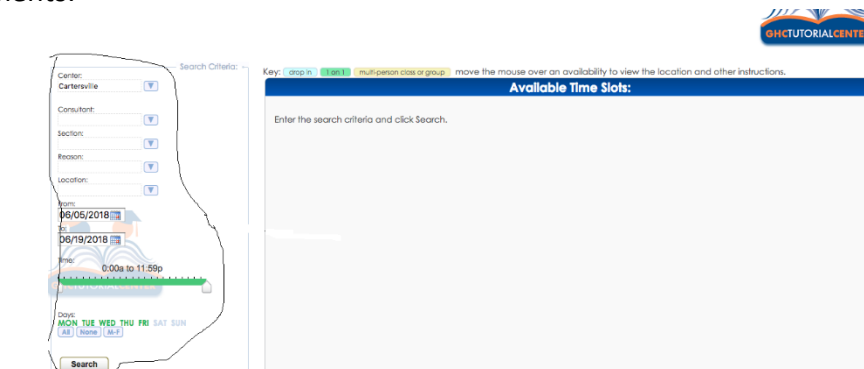 GHCTUTORIALCENTE
Search Criteria:
Center:
Cartersville
Consultant:
Section:
Reason:
Location:
From:
06/05/2018
To:
06/19/2018
Time:
0:00a to 11:59p
Days:
MON TUE WED THU FRI SAT SUN
All None M-F
Search
Key: drop in 1 on 1 multi-person class or group move the mouse over an availability to view the location and other instructions.
Available Time Slots:
Enter the search criteria and click Search.